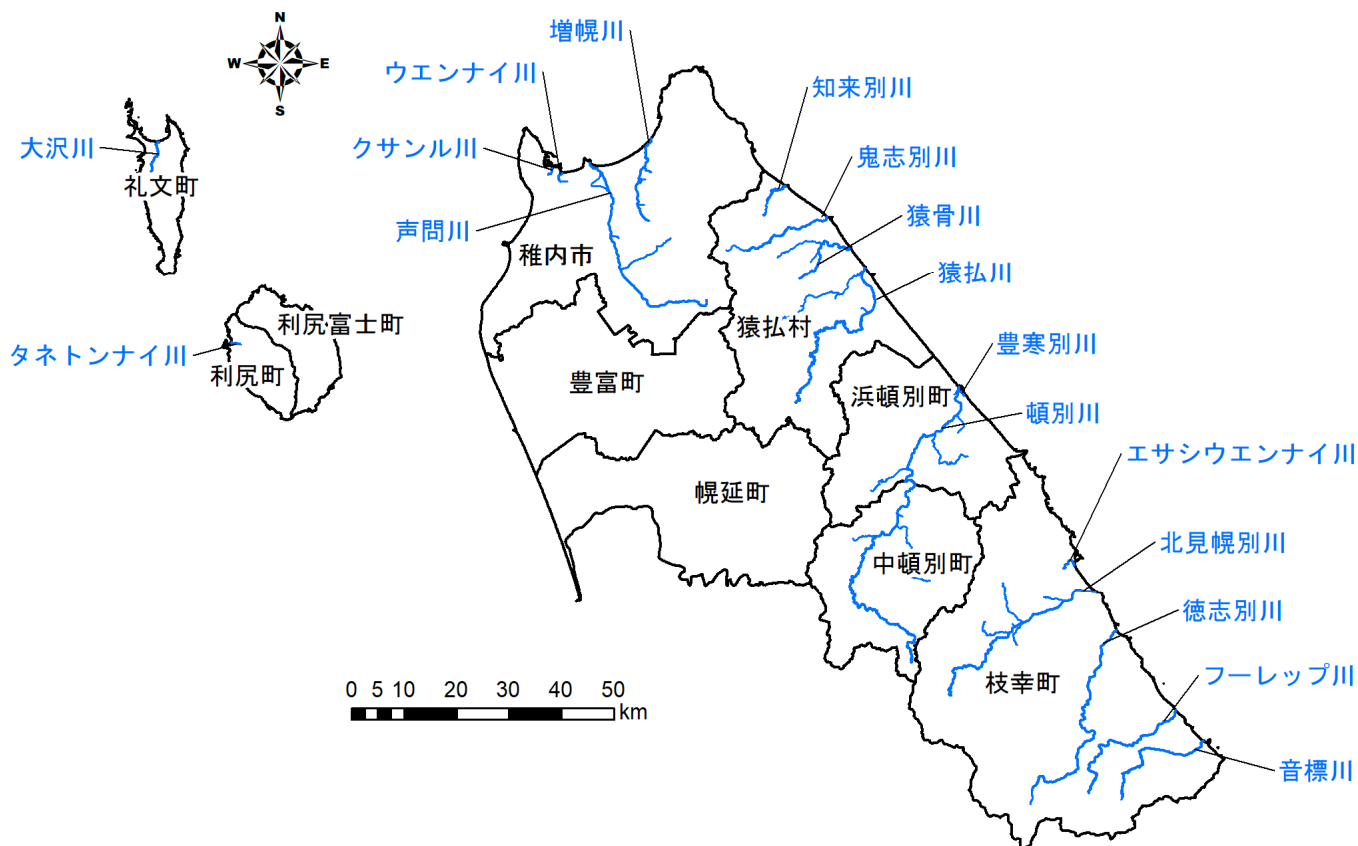 N
W
E
S
増幌川
ウエンナイ川
クサンル川
知来別川
大沢川
礼文町
鬼志別川
猿骨川
声問川
稚内市
猿払川
利尻富士町
猿払村
タネトンナイ川
利尻町
豊富町
豊寒別川
浜頓別町
頓別川
エサシウエンナイ川
幌延町
北見幌別川
中頓別町
徳志別川
枝幸町
フーレップ川
0 5 10 20 30 40 50
km
音標川